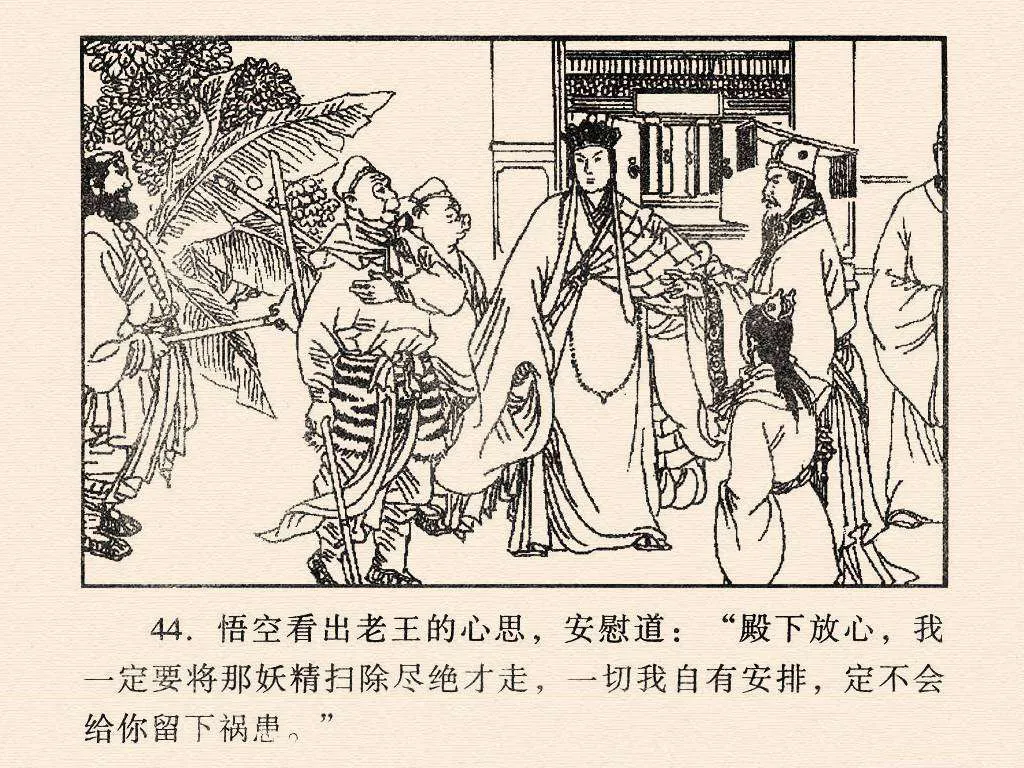 44. 悟空看出老王的心思，安慰道：“殿下放心，我
一定要将那妖精扫除尽绝才走，一切我自有安排，定不会
给你留下祸患。”